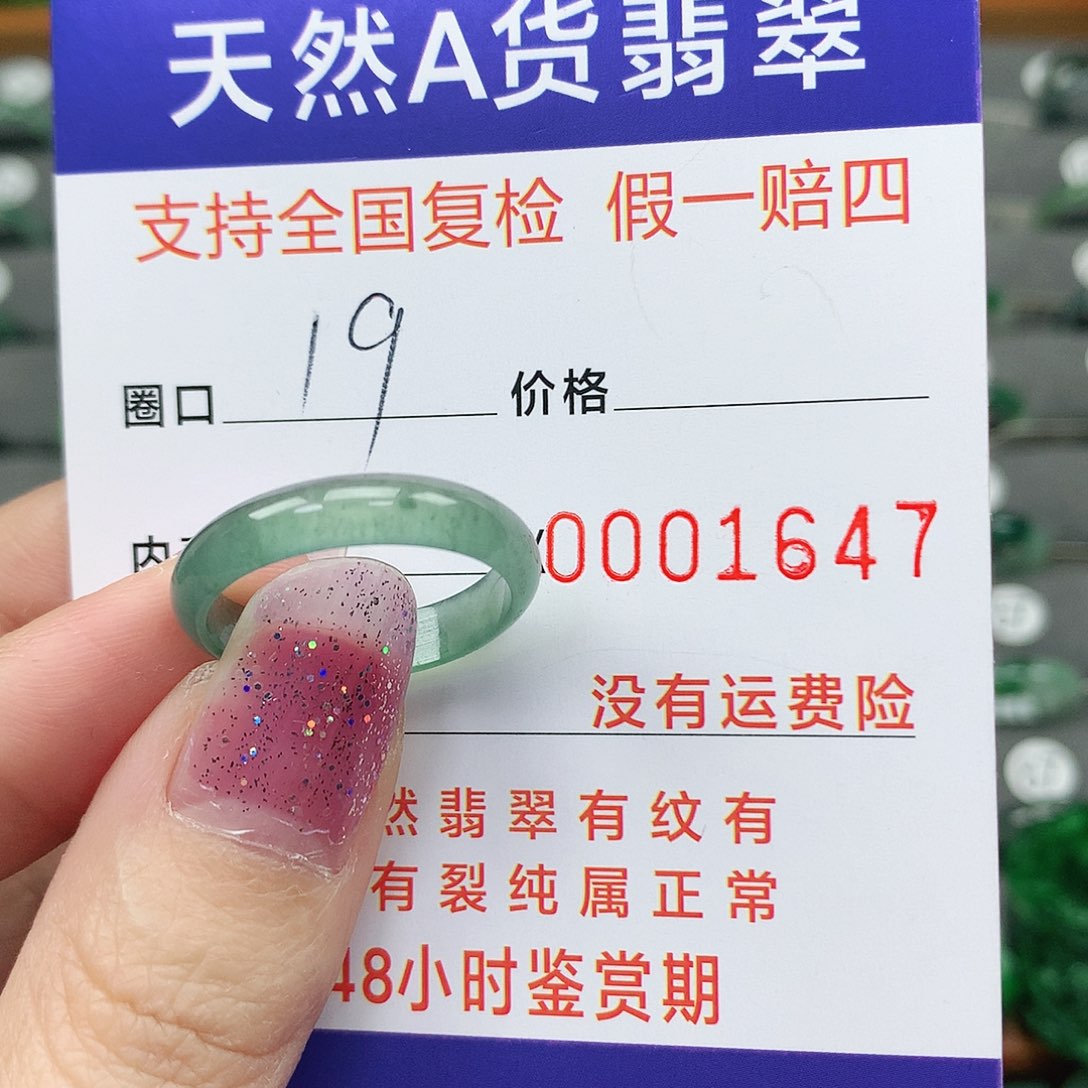 天然A货翡翠
支持全国复检 假一赔四
圈口 19 价格
内
0001647
没有运费险
然翡翠有纹有
有裂纯属正常
48小时鉴赏期